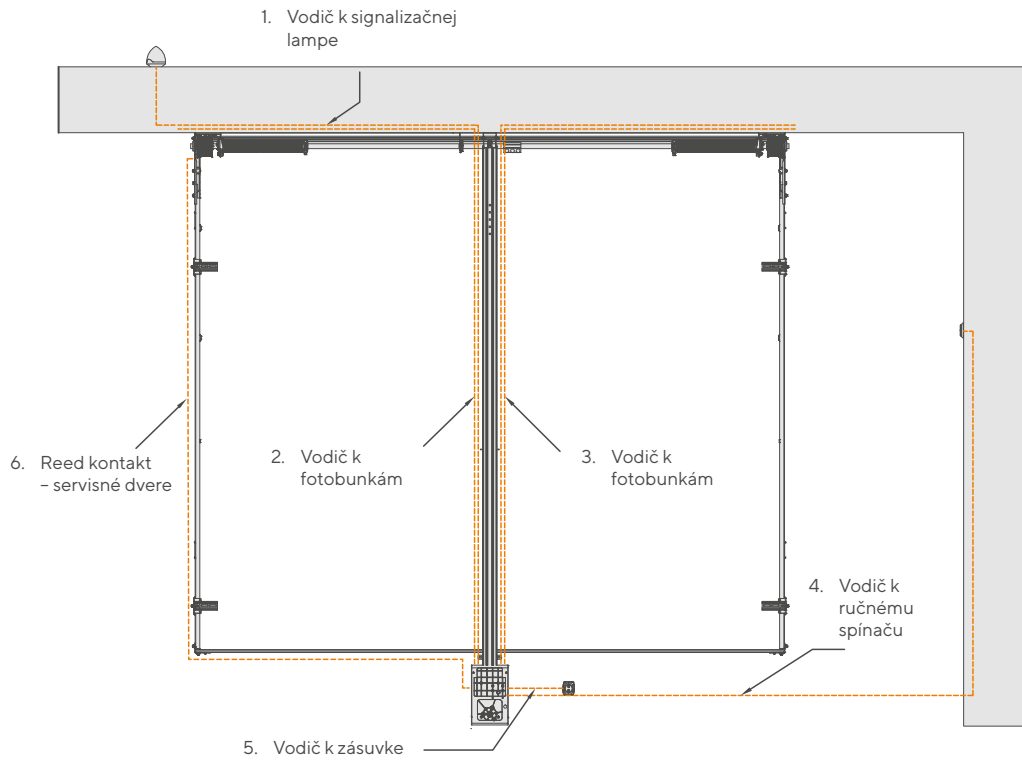 1. Vodič k signalizačnej
lampe
6. Reed kontakt
– servisné dvere
2. Vodič k
fotobunkám
3. Vodič k
fotobunkám
4. Vodič k
ručnému
spínaču
5. Vodič k zásuvke